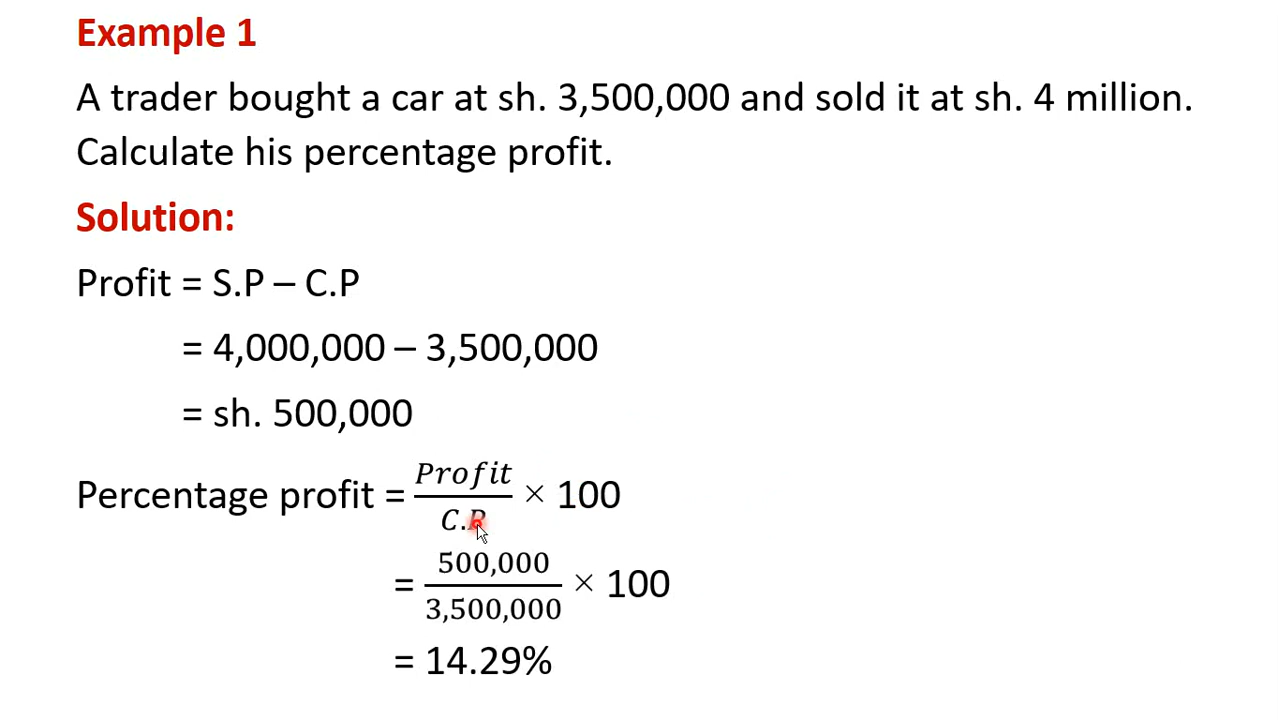 Example 1
A trader bought a car at sh. 3,500,000 and sold it at sh. 4 million.
Calculate his percentage profit.
Solution:
Profit = S.P – C.P
= 4,000,000 – 3,500,000
= sh. 500,000
Percentage profit = Profit/C.P × 100
= 500,000/3,500,000 × 100
= 14.29%